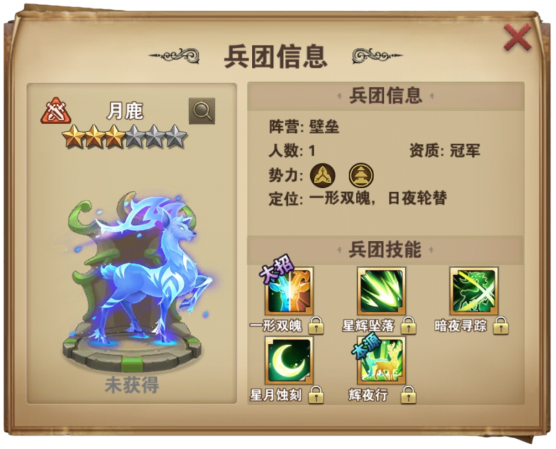 兵团信息
月鹿
未获得
兵团信息
阵营: 壁垒
人数: 1 资质: 冠军
势力:
定位: 一形双魄，日夜轮替
兵团技能
大招
一形双魄
星辉坠落
暗夜寻踪
星月蚀刻
本源
辉夜行